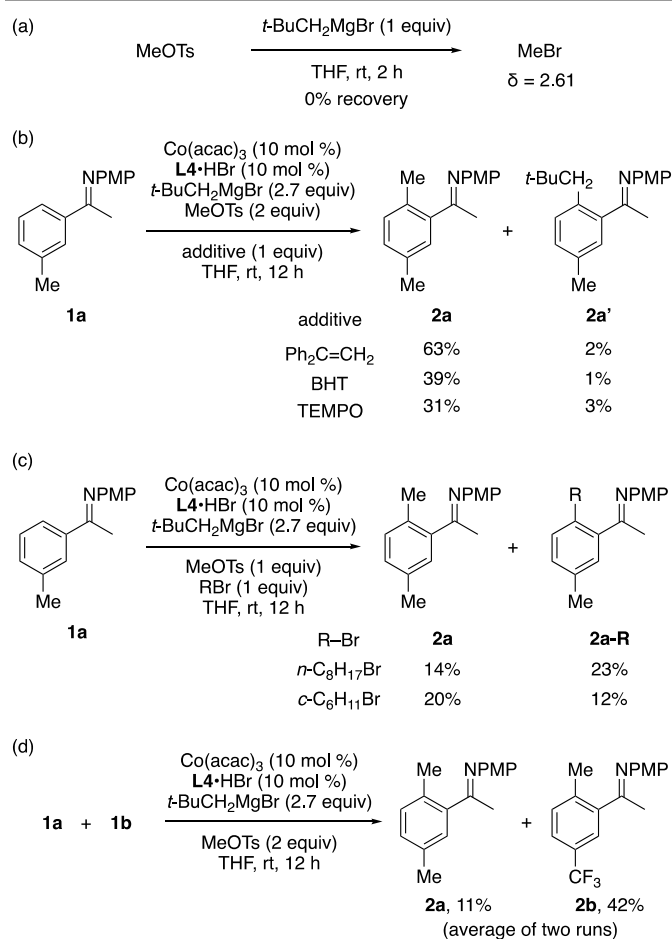 (a)
t-BuCH2MgBr (1 equiv)
MeOTs
MeBr
THF, rt, 2 h
δ = 2.61
0% recovery
(b)
Co(acac)3 (10 mol %)
L4•HBr (10 mol %)
t-BuCH2MgBr (2.7 equiv)
MeOTs (2 equiv)
additive (1 equiv)
THF, rt, 12 h
NPMP
Me
1a
Me
NPMP
Me
2a
+
t-BuCH2
NPMP
Me
2a’
additive
Ph2C=CH2 63% 2%
BHT 39% 1%
TEMPO 31% 3%
(c)
Co(acac)3 (10 mol %)
L4•HBr (10 mol %)
t-BuCH2MgBr (2.7 equiv)
MeOTs (1 equiv)
RBr (1 equiv)
THF, rt, 12 h
NPMP
Me
1a
Me
NPMP
Me
+
R
NPMP
Me
R–Br 2a 2a-R
n-C8H17Br 14% 23%
c-C6H11Br 20% 12%
(d)
Co(acac)3 (10 mol %)
L4•HBr (10 mol %)
t-BuCH2MgBr (2.7 equiv)
1a + 1b
MeOTs (2 equiv)
THF, rt, 12 h
Me
NPMP
Me
2a, 11%
+
Me
NPMP
CF3
2b, 42%
(average of two runs)